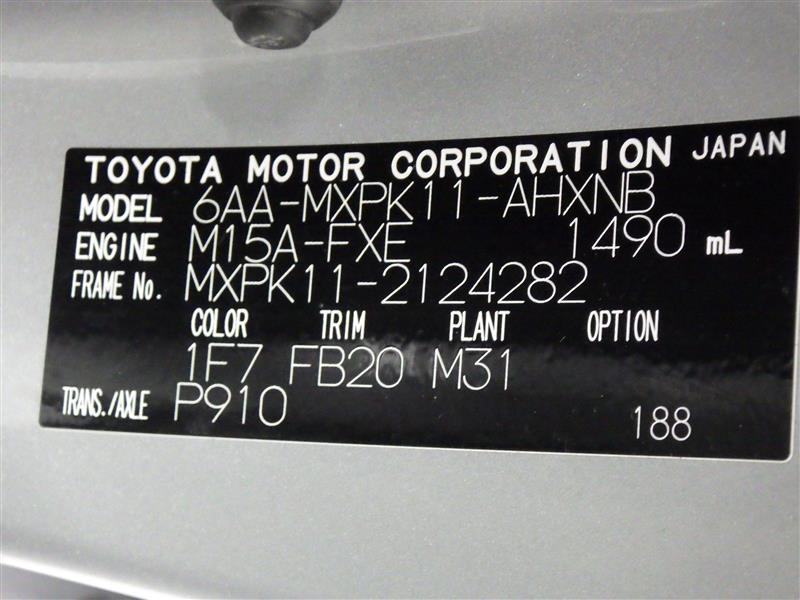 TOYOTA MOTOR CORPORATION JAPAN
MODEL 6AA-MXPK11-AHXNB
ENGINE M15A-FXE 1490 mL
FRAME No. MXPK11-2124282
COLOR TRIM PLANT OPTION
1F7 FB20 M31
TRANS./AXLE P910 188